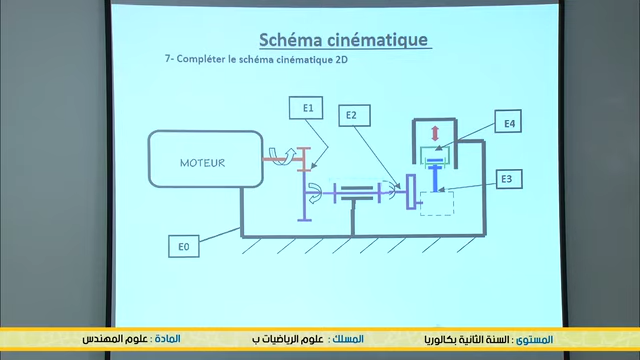 Schéma cinématique
7- Compléter le schéma cinématique 2D
E1
E2
E4
MOTEUR
E3
E0
المستوى : السنة الثانية بكالوريا
المسلك : علوم الرياضيات ب
المادة : علوم المهندس